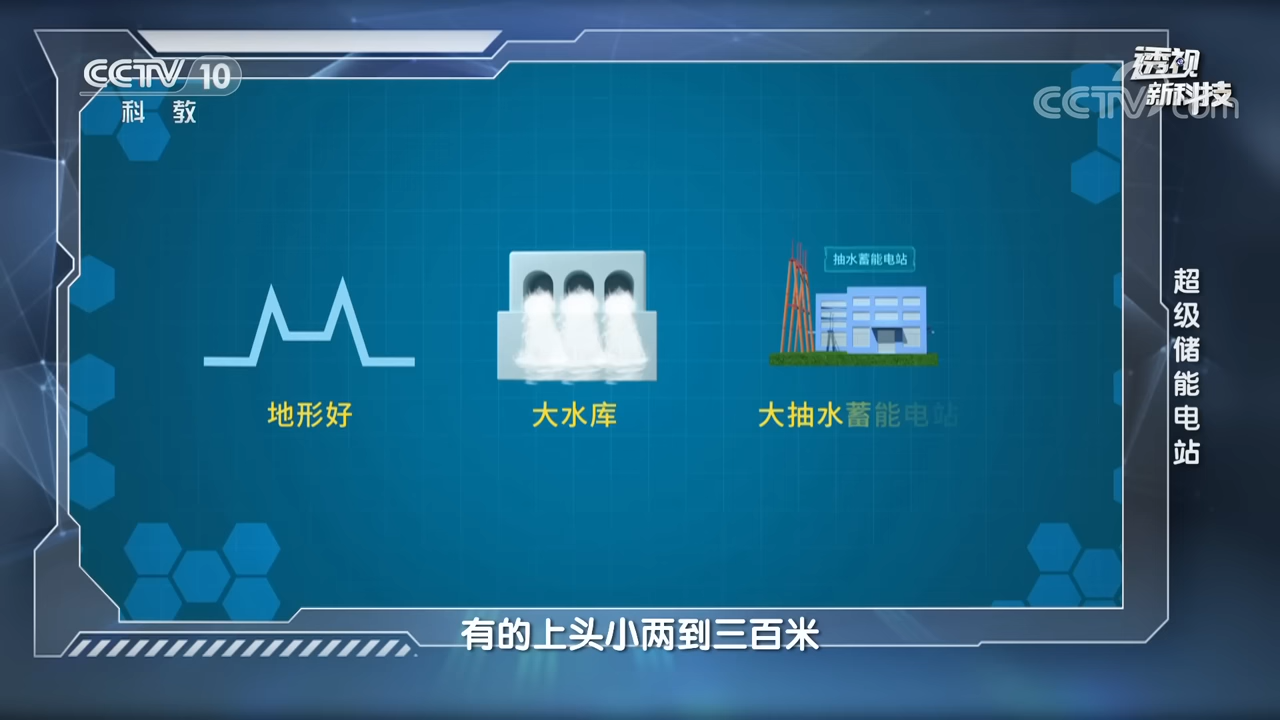 CCTV 10
科 教
透视
新科技
CCTV.com
抽水蓄能电站
地形好
大水库
大抽水蓄能电站
超级储能电站
有的上头小两到三百米